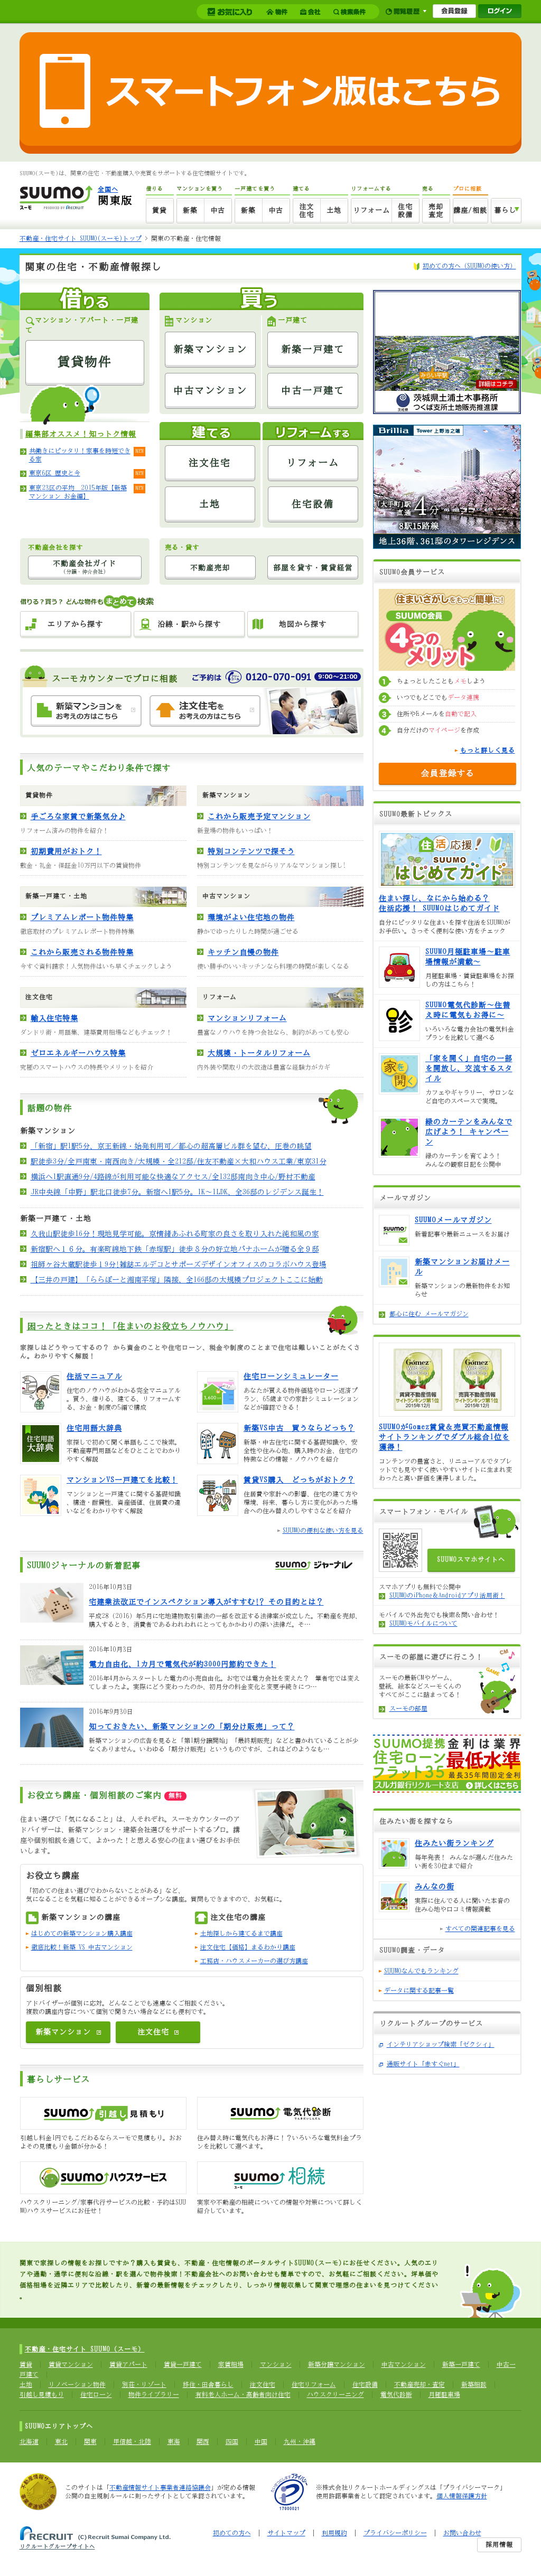 お気に入り 物件 会社 検索条件 閲覧履歴 会員登録 ログイン
スマートフォン版はこちら
SUUMO(スーモ)は、関東の住宅・不動産購入や売買をサポートする住宅情報サイトです。
SUUMO 全国へ 関東版
借りる マンションを買う 一戸建てを買う 建てる リフォームする 売る プロに相談
賃貸 新築 中古 新築 中古 注文住宅 土地 リフォーム 住宅設備 売却査定 講座/相談 暮らし
不動産・住宅サイト SUUMO(スーモ)トップ > 関東の不動産・住宅情報
関東の住宅・不動産情報探し
初めての方へ (SUUMOの使い方)
借りる
マンション・アパート・一戸建て
賃貸物件
買う
マンション 一戸建て
新築マンション 新築一戸建て
中古マンション 中古一戸建て
編集部オススメ！知っトク情報
共働きにピッタリ！家事を時短できる家
東京6区 歴史と今
東京23区の平均 2015年版【新築マンション お金編】
建てる リフォームする
注文住宅 リフォーム
土地 住宅設備
不動産会社を探す
不動産会社ガイド
(分譲・仲介会社)
売る・貸す
不動産売却 部屋を貸す・賃貸経営
借りる？買う？ どんな物件もまとめて検索
エリアから探す 沿線・駅から探す 地図から探す
スーモカウンターでプロに相談 ご予約は 0120-070-091 9:00~21:00
新築マンションをお考えの方はこちら
注文住宅をお考えの方はこちら
人気のテーマやこだわり条件で探す
賃貸物件
手ごろな家賃で新築気分♪
リフォーム済みの物件を紹介！
初期費用がおトク！
敷金・礼金・保証金10万円以下の賃貸物件
新築マンション
これから販売予定マンション
新登場の物件もいっぱい！
特別コンテンツで探そう
特別コンテンツを見ながらリアルなマンション探し！
新築一戸建て・土地
プレミアムレポート物件特集
徹底取材のプレミアムレポート物件特集
これから販売される物件特集
今すぐ資料請求！人気物件はいち早くチェックしよう
中古マンション
環境がよい住宅地の物件
静かでゆったりした時間が過ごせる
キッチン自慢の物件
使い勝手のいいキッチンなら料理の時間が楽しくなる
注文住宅
輸入住宅特集
ダンドリ術・用語集、建築費用相場などもチェック！
ゼロエネルギーハウス特集
究極のスマートハウスの特長やメリットを紹介
リフォーム
マンションリフォーム
豊富なノウハウを持つ会社なら、制約があっても安心
大規模・トータルリフォーム
内外装や間取りの大改造は豊富な経験がカギ
話題の物件
新築マンション
「新宿」駅1駅5分、京王新線・始発利用可／都心の超高層ビル群を望む、圧巻の眺望
駅徒歩3分/全戸南東・南西向き/大規模・全212邸/住友不動産×大和ハウス工業/東京31分
横浜へ1駅直通9分/4路線が利用可能な快適なアクセス/全132邸南向き中心/野村不動産
JR中央線「中野」駅北口徒歩7分。新宿へ1駅5分。1K～1LDK、全36邸のレジデンス誕生！
新築一戸建て・土地
久我山駅徒歩16分！現地見学可能。京情緒あふれる町家の良さを取り入れた純和風の家
新宿駅へ１６分。有楽町線地下鉄「赤塚駅」徒歩８分の好立地パナホームが贈る全９邸
祖師ヶ谷大蔵駅徒歩19分!雑誌エルデコとサポーズデザインオフィスのコラボハウス登場
【三井の戸建】「ららぽーと湘南平塚」隣接、全166邸の大規模プロジェクトここに始動
困ったときはココ！「住まいのお役立ちノウハウ」
家探しはどうやってするの？ から資金のことや住宅ローン、税金や制度のことまで住宅は難しいことがたくさん。わかりやすく解説！
住活マニュアル
住宅のノウハウがわかる完全マニュアル。買う、借りる、建てる、リフォームする、お金・制度の5編で構成
住宅ローンシミュレーター
あなたが買える物件価格やローン返済プラン、65歳までの家計シミュレーションなどが確認できる！
住宅用語大辞典
家探しで初めて聞く単語もここで検索。不動産専門用語などをひとことでわかりやすく解説
新築VS中古 買うならどっち？
新築・中古住宅に関する基礎知識や、安全性や住み心地、購入時のお金、住宅の特徴などの情報・ノウハウを紹介
マンションVS一戸建てを比較！
マンションと一戸建てに関する基礎知識、構造・耐震性、資産価値、住居費の違いなどをわかりやすく解説
賃貸VS購入 どっちがおトク？
住居費や家計への影響、住宅の建て方や環境、将来、暮らし方に変化があった場合への住み替えのしやすさなどを紹介
SUUMOの便利な使い方を見る
SUUMOジャーナルの新着記事
SUUMOジャーナル
2016年10月3日
宅建業法改正でインスペクション導入がすすむ!? その目的とは？
平成28（2016）年5月に宅地建物取引業法の一部を改正する法律案が成立した。不動産を売却、購入するとき、消費者であるわれわれにとってもかかわりの深い法律だ。そ…
2016年10月3日
電力自由化、1カ月で電気代が約3000円節約できた！
2016年4月からスタートした電力の小売自由化。お宅では電力会社を変えた？ 筆者宅では変えてしまったよ。実際にどう変わったのか、初月分の料金変化と変更手続きにつ…
2016年9月30日
知っておきたい、新築マンションの「期分け販売」って？
新築マンションの広告を見ると「第1期分譲開始」「最終期販売」などと書かれていることが少なくありません。いわゆる「期分け販売」というものですが、これはどのようなも…
お役立ち講座・個別相談のご案内 無料
住まい選びで「気になること」は、人それぞれ。スーモカウンターのアドバイザーは、新築マンション・建築会社選びをサポートするプロ。講座や個別相談を通じて、よかった！と思える安心の住まい選びをお手伝いします。
お役立ち講座
「初めての住まい選びでわからないことがある」など、
気になることを気軽に知ることができるオープンな講座。質問もできますので、お気軽に。
新築マンションの講座 注文住宅の講座
はじめての新築マンション購入講座 土地探しから建てるまで講座
徹底比較！新築 VS 中古マンション 注文住宅【価格】まるわかり講座
工務店・ハウスメーカーの選び方講座
個別相談
アドバイザーが個別に応対。どんなことでも遠慮なくご相談ください。
複数の講座内容について個別で聞きたい場合などにも便利です。
新築マンション 注文住宅
暮らしサービス
SUUMO引越し見積もり
引越し料金1円でもこだわるならスーモで見積もり。おおよその見積もり金額が分かる！
SUUMO電気代診断
住み替え時に電気代もお得に！？いろいろな電気料金プランを比較して選べます。
SUUMOハウスサービス
ハウスクリーニング/家事代行サービスの比較・予約はSUUMOハウスサービスにお任せ！
SUUMO相続
実家や不動産の相続についての情報や対策について詳しく紹介しています。
茨城県土浦土木事務所
つくば支所土地販売推進課
詳細はコチラ
Brillia Tower 上野池之端
4分
8駅15路線
地上36階、361邸のタワーレジデンス
SUUMO会員サービス
住まいさがしをもっと簡単に!
SUUMO会員 4つのメリット
1 ちょっとしたこともメモしよう
2 いつでもどこでもデータ連携
3 住所やEメールを自動で記入
4 自分だけのマイページを作成
もっと詳しく見る
会員登録する
SUUMO最新トピックス
住活応援！SUUMOはじめてガイド
住まい探し、なにから始める？
住活応援！ SUUMOはじめてガイド
自分にピッタリな住まいを探す住活をSUUMOがお手伝い。さっそく便利な使い方をチェック
SUUMO月極駐車場～駐車場情報が満載～
月極駐車場・賃貸駐車場をお探しの方はこちら！
SUUMO電気代診断～住替え時に電気もお得に～
いろいろな電力会社の電気料金プランを比較して選べる
「家を開く」自宅の一部を開放し、交流するスタイル
カフェやギャラリー、サロンなど自宅のスペースで実現。
緑のカーテンをみんなで広げよう！ キャンペーン
緑のカーテンを育てよう！
みんなの観察日記を公開中
メールマガジン
SUUMOメールマガジン
新着記事や最新ニュースをお届け
新築マンションお届けメール
新築マンションの最新物件をお知らせ
都心に住む メールマガジン
Gomez
賃貸不動産情報サイトランキング第1位
2015年12月
売買不動産情報サイトランキング第1位
2015年12月
SUUMOがGomez賃貸＆売買不動産情報サイトランキングでダブル総合1位を獲得！
コンテンツの豊富さと、リニューアルでタブレットでも見やすく使いやすいサイトに生まれ変わったと高い評価を獲得しました。
スマートフォン・モバイル
SUUMOスマホサイトへ
スマホアプリも無料で公開中
SUUMOのiPhone＆Androidアプリ活用術！
モバイルで外出先でも検索＆問い合わせ！
SUUMOモバイルについて
スーモの部屋に遊びに行こう！
スーモの最新CMやゲーム、壁紙、絵本などスーモくんのすべてがここに詰まってる！
スーモの部屋
SUUMO提携 金利は業界最低水準
住宅ローン フラット35
最長35年間固定金利
スルガ銀行リクルート支店 詳しくはこちら
住みたい街を探すなら
住みたい街ランキング
毎年発表！ みんなが選んだ住みたい街を30位まで紹介
みんなの街
実際に住んでる人に聞いた本音の住み心地や口コミ情報満載
すべての関連記事を見る
SUUMO調査・データ
SUUMOなんでもランキング
データに関する記事一覧
リクルートグループのサービス
インテリアショップ検索「ゼクシィ」
通販サイト「赤すぐnet」
関東で家探しの情報をお探しですか？購入も賃貸も、不動産・住宅情報のポータルサイトSUUMO(スーモ)にお任せください。人気のエリアや通勤・通学に便利な沿線・駅を選んで物件検索！不動産会社へのお問い合わせも簡単ですので、お気軽にご相談ください。坪単価や価格相場を近隣エリアで比較したり、新着の最新情報をチェックしたり、しっかり情報収集して関東で理想の住まいを見つけてください。
不動産・住宅サイト SUUMO（スーモ）
賃貸 賃貸マンション 賃貸アパート 賃貸一戸建て 家賃相場 マンション 新築分譲マンション 中古マンション 新築一戸建て 中古一戸建て
土地 リノベーション物件 別荘・リゾート 移住・田舎暮らし 注文住宅 住宅リフォーム 住宅設備 不動産売却・査定 新築相談
引越し見積もり 住宅ローン 物件ライブラリー 有料老人ホーム・高齢者向け住宅 ハウスクリーニング 電気代診断 月極駐車場
SUUMOエリアトップへ
北海道 東北 関東 甲信越・北陸 東海 関西 四国 中国 九州・沖縄
このサイトは「不動産情報サイト事業者連絡協議会」が定める情報公開の自主規制ルールに則ったサイトとして承認されています。
※株式会社リクルートホールディングスは「プライバシーマーク」使用許諾事業者として認定されています。個人情報保護方針
RECRUIT (C) Recruit Sumai Company Ltd.
リクルートグループサイトへ
初めての方へ | サイトマップ | 利用規約 | プライバシーポリシー | お問い合わせ
採用情報